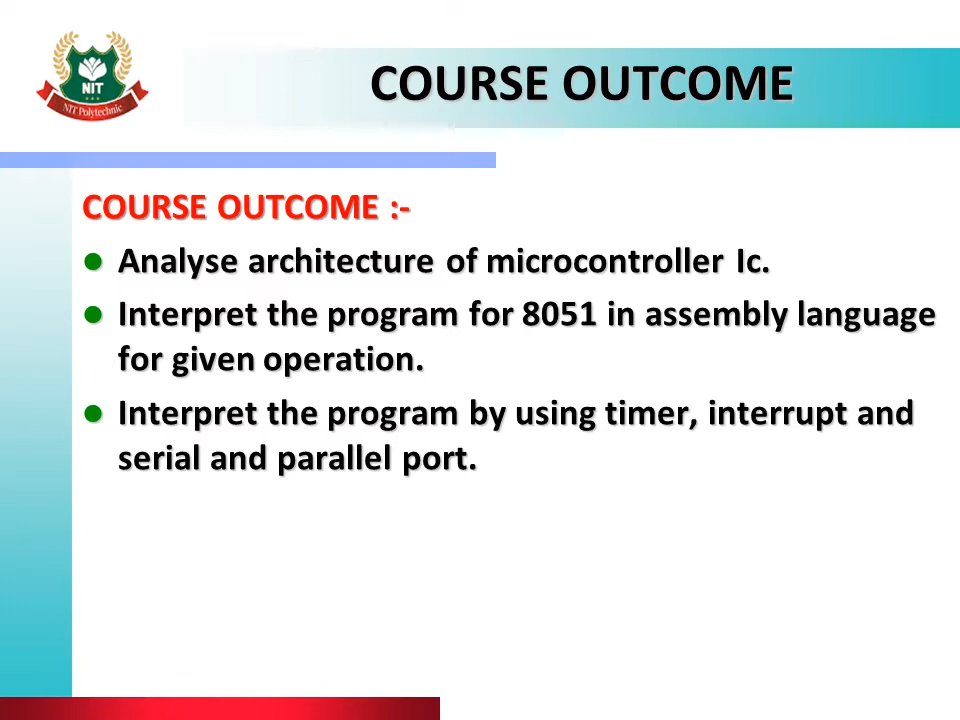 NIT
NIT Polytechnic
COURSE OUTCOME
COURSE OUTCOME :-
Analyse architecture of microcontroller Ic.
Interpret the program for 8051 in assembly language
for given operation.
Interpret the program by using timer, interrupt and
serial and parallel port.